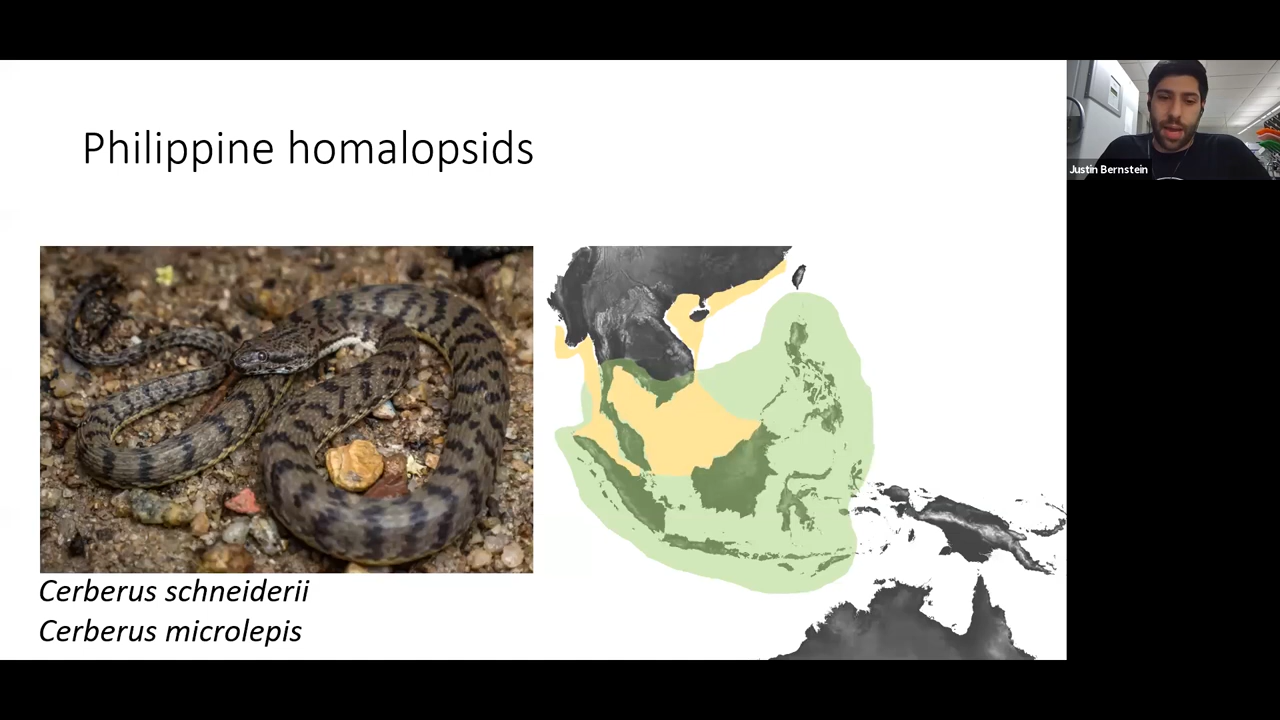 Philippine homalopsids
Justin Bernstein
Cerberus schneiderii
Cerberus microlepis